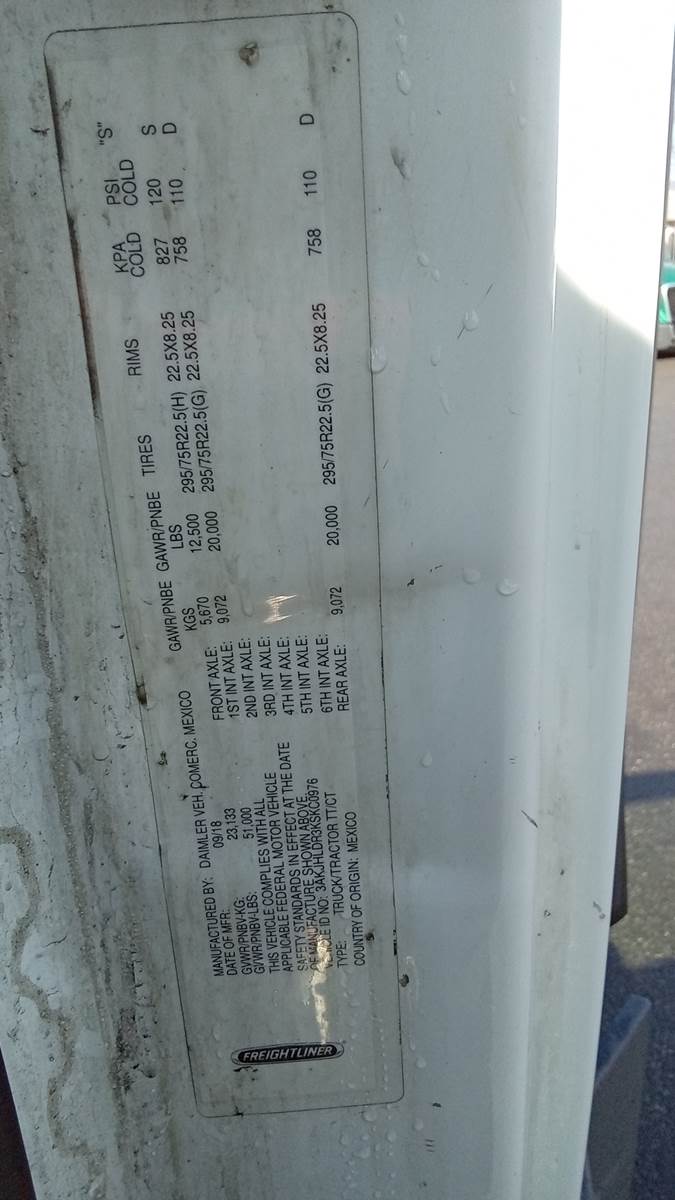 FREIGHTLINER
MANUFACTURED BY: DAIMLER VEH. COMERC. MEXICO
DATE OF MFR: 09/18
GVWR/PNBV-KG: 23,133
GVWR/PNBV-LBS: 51,000
THIS VEHICLE COMPLIES WITH ALL
APPLICABLE FEDERAL MOTOR VEHICLE
SAFETY STANDARDS IN EFFECT AT THE DATE
OF MANUFACTURE SHOWN ABOVE
VEHICLE ID NO: 3AKJHLDR3KSKC0976
TYPE: TRUCK/TRACTOR TT/CT
COUNTRY OF ORIGIN: MEXICO
GAWR/PNBE GAWR/PNBE TIRES RIMS KPA PSI "S"
KGS LBS COLD COLD
FRONT AXLE: 5,670 12,500 295/75R22.5(H) 22.5X8.25 827 120 S
1ST INT AXLE: 9,072 20,000 295/75R22.5(G) 22.5X8.25 758 110 D
2ND INT AXLE:
3RD INT AXLE:
4TH INT AXLE:
5TH INT AXLE:
6TH INT AXLE:
REAR AXLE: 9,072 20,000 295/75R22.5(G) 22.5X8.25 758 110 D